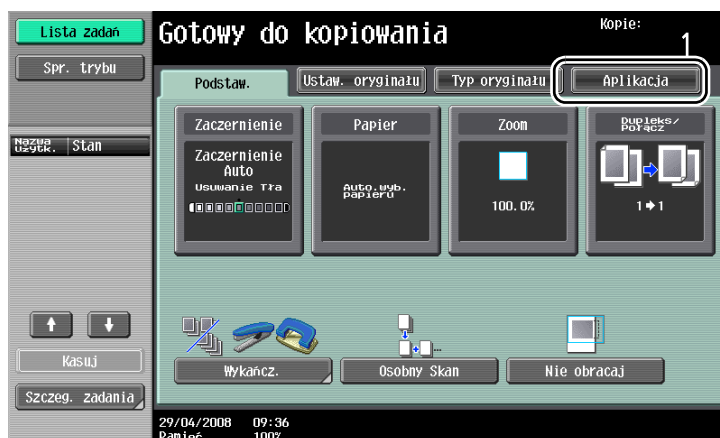 Lista zadań
Spr. trybu
Nazwa użytk.
Stan
Kasuj
Szczeg. zadania
Gotowy do kopiowania
Kopie:
1
Podstaw.
Ustaw. oryginału
Typ oryginału
Aplikacja
Zaczernienie
Zaczernienie
Auto
Usuwanie Tła
Papier
Auto.wyb.
papieru
Zoom
100.0%
Dupleks/
Połącz
1 ➔ 1
Wykańcz.
Osobny Skan
Nie obracaj
29/04/2008 09:36
Pamięć 100%